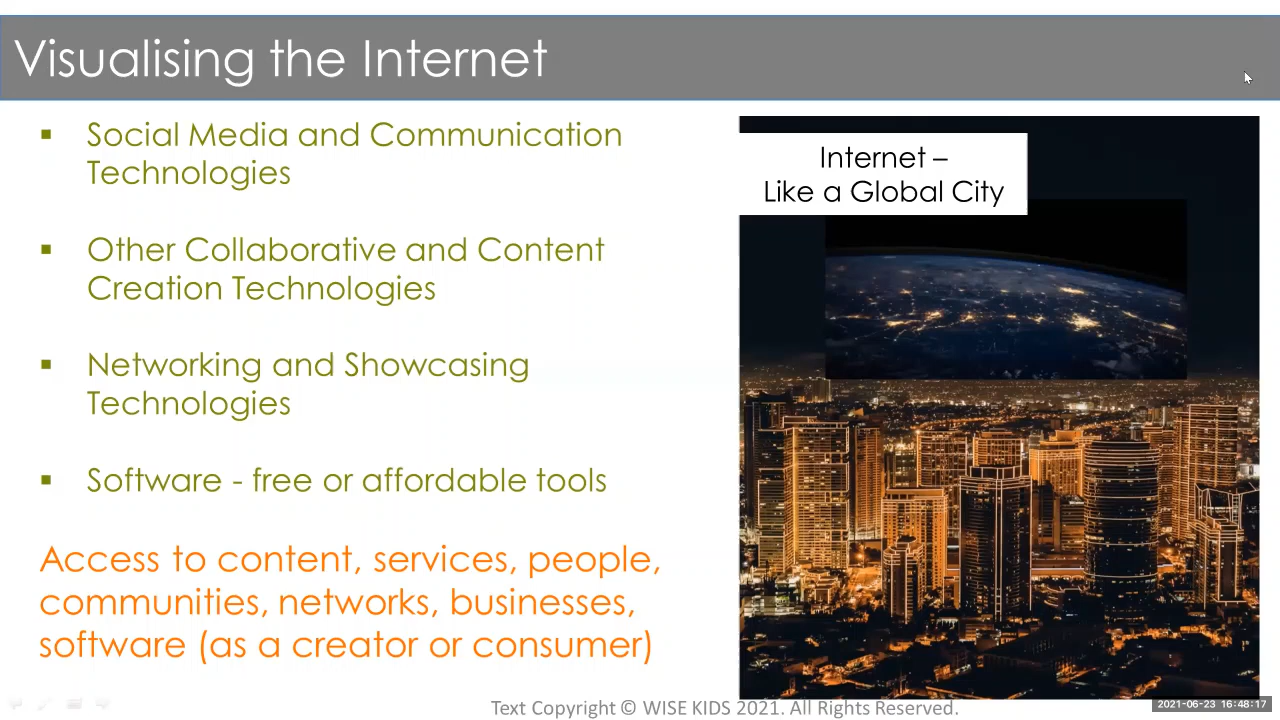 Visualising the Internet
▪ Social Media and Communication
Technologies
▪ Other Collaborative and Content
Creation Technologies
▪ Networking and Showcasing
Technologies
▪ Software - free or affordable tools
Access to content, services, people,
communities, networks, businesses,
software (as a creator or consumer)
Internet –
Like a Global City
Text Copyright © WISE KIDS 2021. All Rights Reserved.
2021-06-23 16:48:17